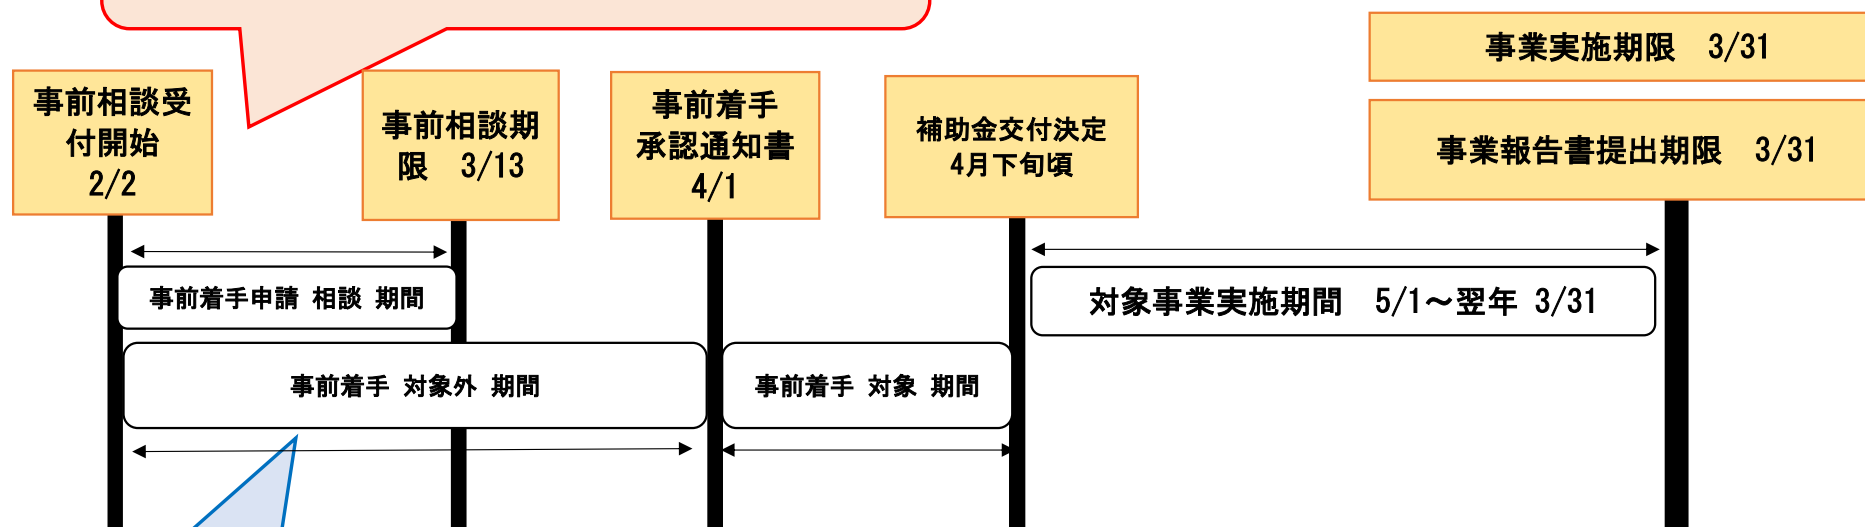 事業実施期限　3/31
事前相談受
付開始
2/2
事前相談期
限　3/13
事前着手
承認通知書
4/1
補助金交付決定
4月下旬頃
事業報告書提出期限　3/31
事前着手申請 相談 期間
対象事業実施期間　5/1～翌年 3/31
事前着手 対象外 期間
事前着手 対象 期間